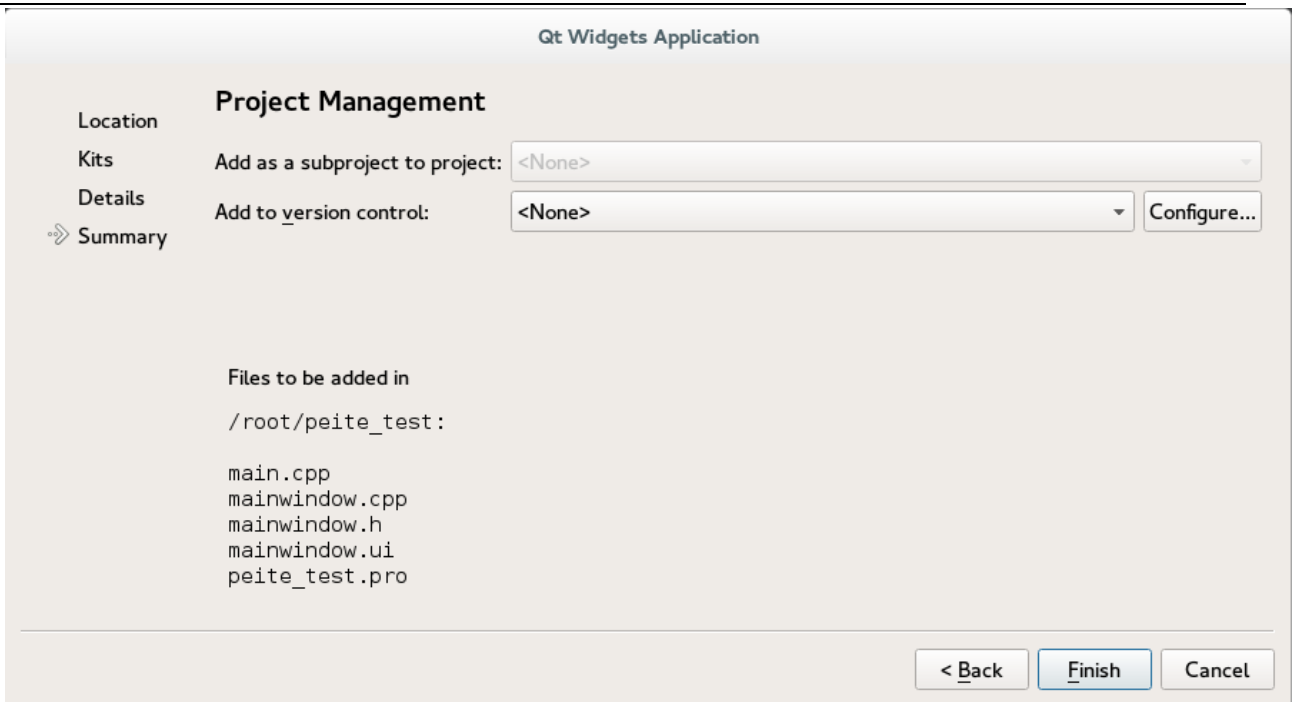 Qt Widgets Application
Location
Kits
Details
Summary
Project Management
Add as a subproject to project: <None>
Add to version control: <None> Configure...
Files to be added in
/root/peite_test:
main.cpp
mainwindow.cpp
mainwindow.h
mainwindow.ui
peite_test.pro
< Back Finish Cancel